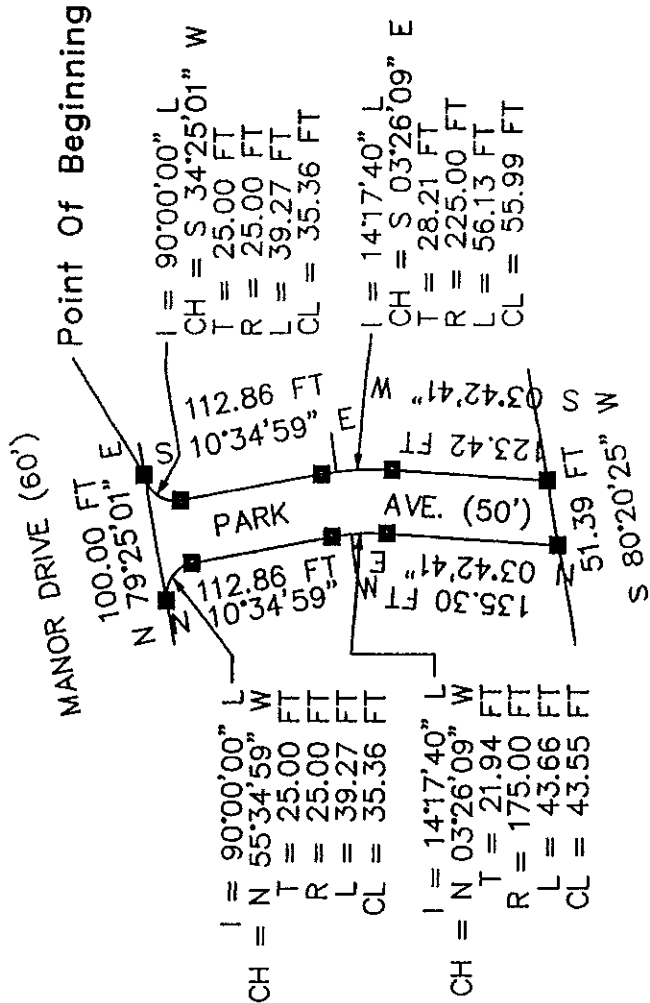 Point Of Beginning
MANOR DRIVE (60')
100.00 FT
N 79°25'01" E
I = 90°00'00" L
CH = S 34°25'01" W
T = 25.00 FT
R = 25.00 FT
L = 39.27 FT
CL = 35.36 FT
S 10°34'59" E
112.86 FT
I = 14°17'40" L
CH = S 03°26'09" E
T = 28.21 FT
R = 225.00 FT
L = 56.13 FT
CL = 55.99 FT
S 03°42'41" W
123.42 FT
PARK AVE. (50')
51.39 FT
S 80°20'25" W
N 03°42'41" E
135.30 FT
I = 14°17'40" L
CH = N 03°26'09" W
T = 21.94 FT
R = 175.00 FT
L = 43.66 FT
CL = 43.55 FT
112.86 FT
N 10°34'59" W
I = 90°00'00" L
CH = N 55°34'59" W
T = 25.00 FT
R = 25.00 FT
L = 39.27 FT
CL = 35.36 FT